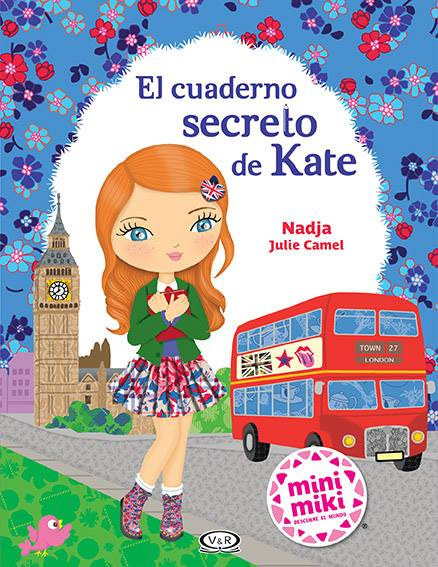 El cuaderno
secreto
de Kate
Nadja
Julie Camel
TOWN 27
LONDON
mini
miki
DESCUBRE EL MUNDO
®
V&R